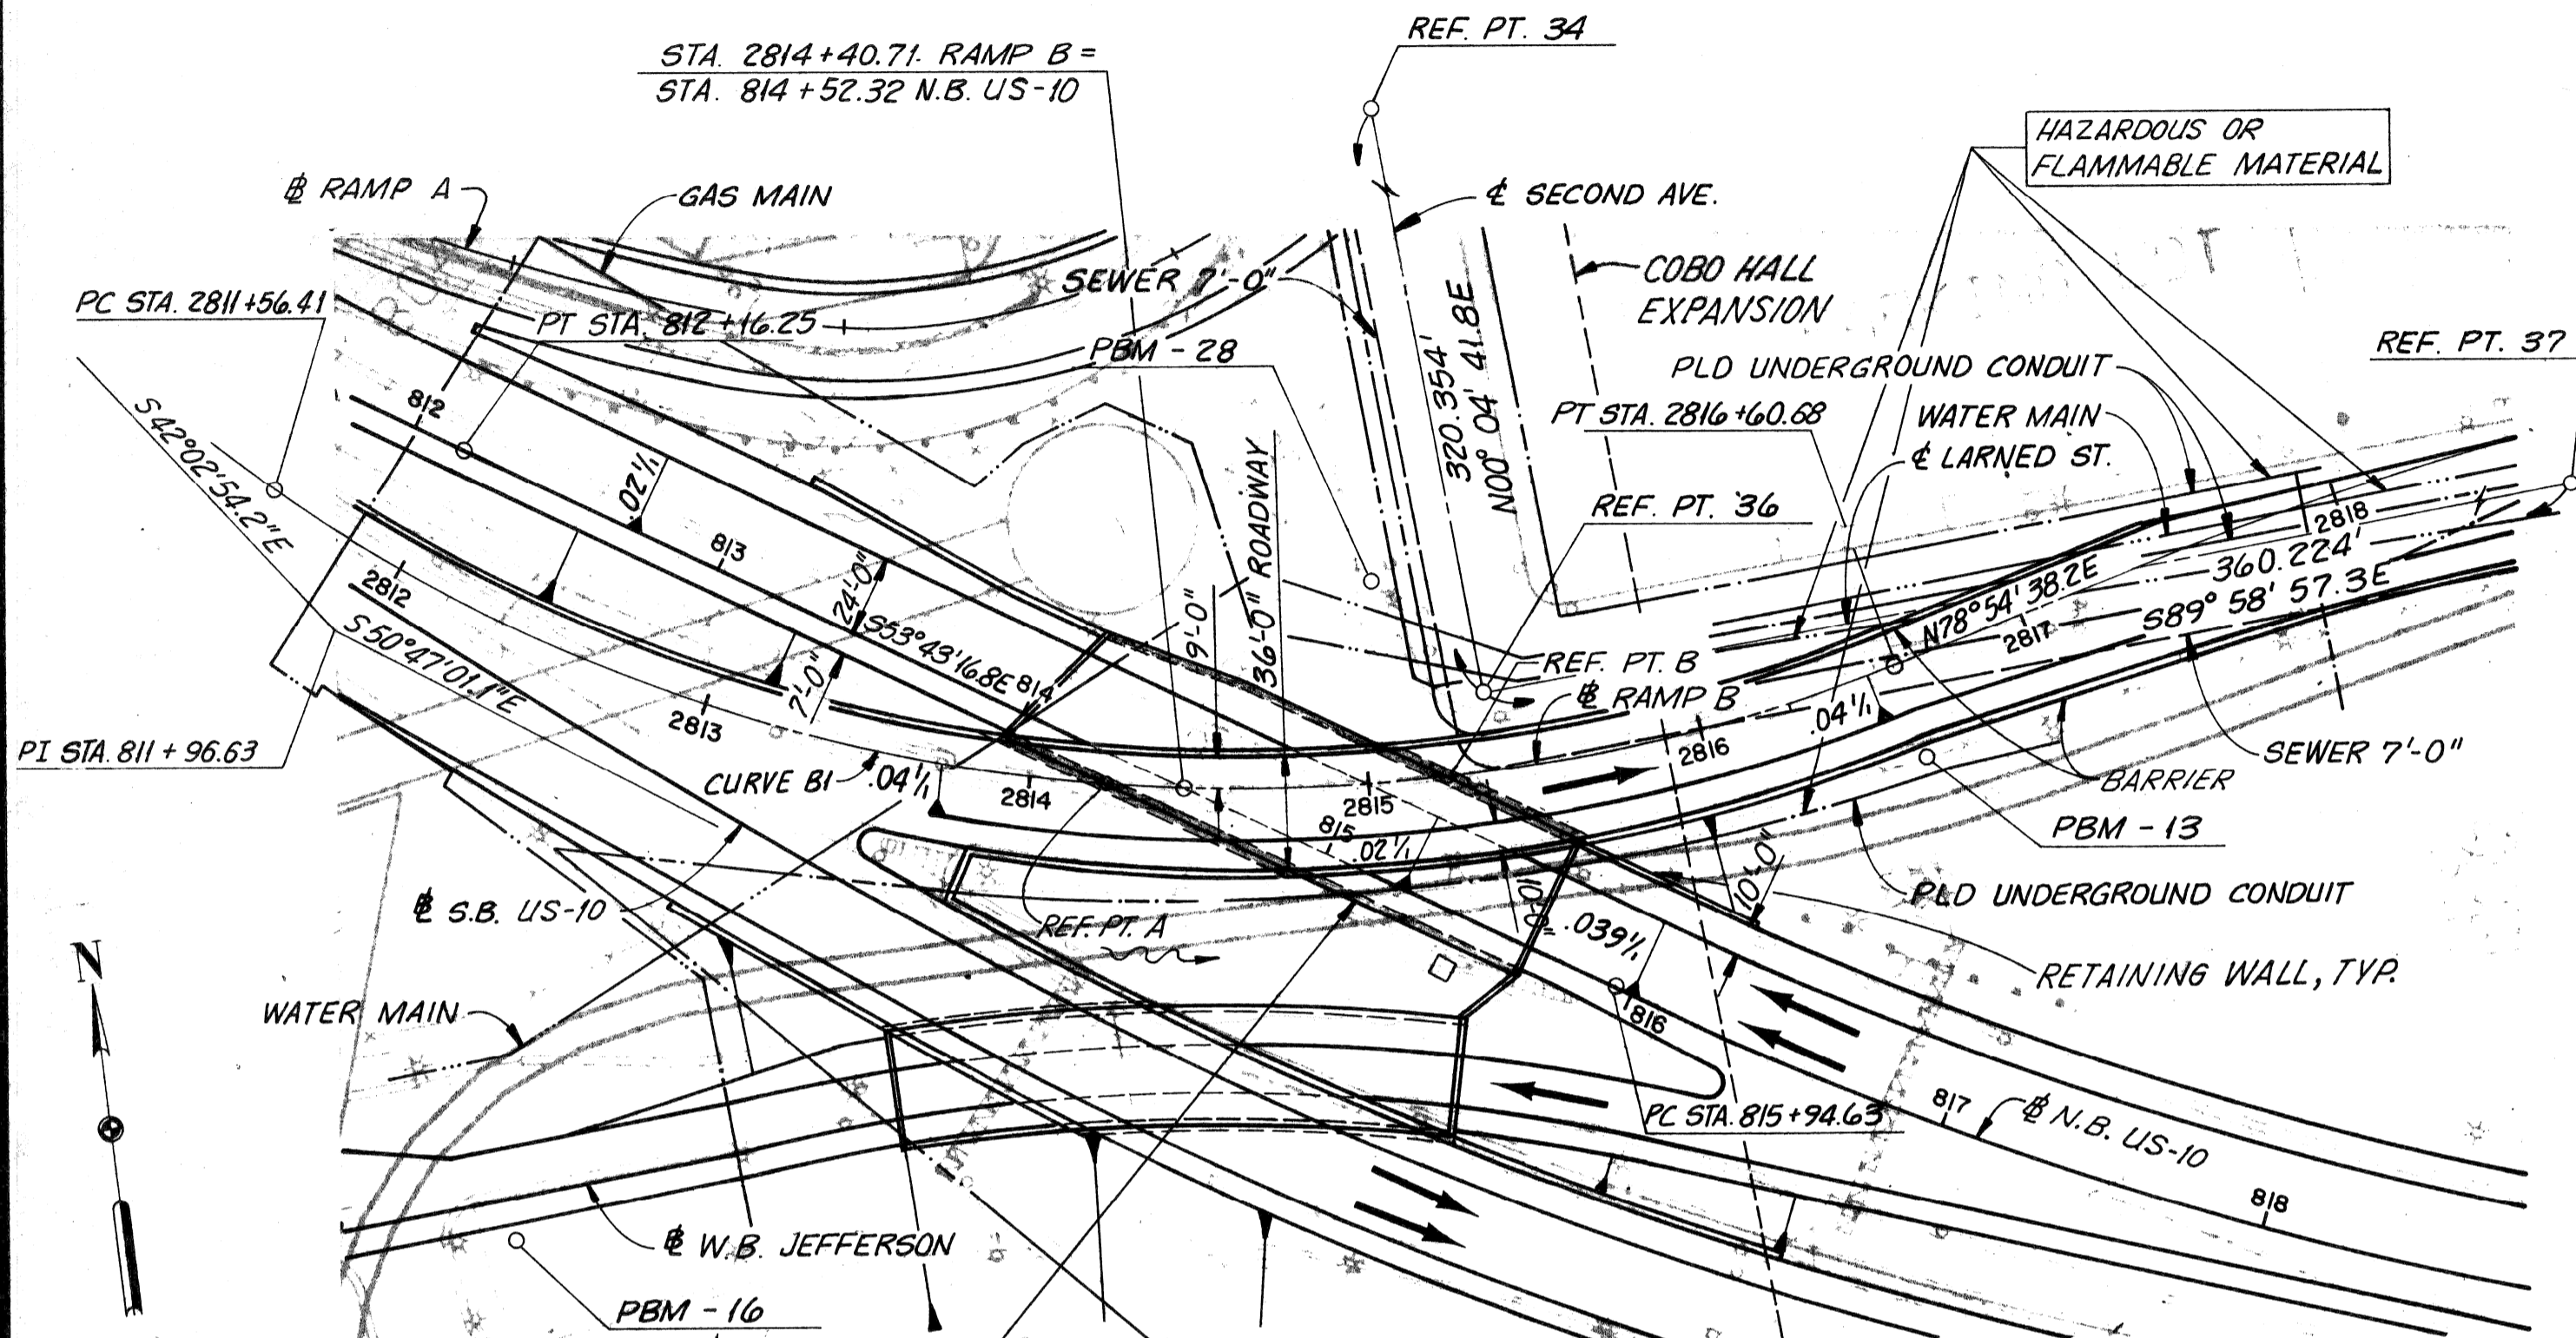 REF. PT. 34
STA. 2814+40.71 RAMP B =
STA. 814+52.32 N.B. US-10
HAZARDOUS OR
FLAMMABLE MATERIAL
RAMP A
GAS MAIN
℄ SECOND AVE.
SEWER 7'-0"
COBO HALL
EXPANSION
PC STA. 2811+56.41
PT STA. 812+16.25
PBM - 28
320.354'
N00° 04' 41.8E
REF. PT. 37
PLD UNDERGROUND CONDUIT
PT STA. 2816+60.68
WATER MAIN
℄ LARNED ST.
812
S42°02'54.2"E
.02'/,
REF. PT. 36
2818
813
36'-0" ROADWAY
360.224'
2812
24'-0"
N78°54'38.2E
S89° 58' 57.3E
S50°47'01.1"E
S53°43'16.8E
9'-0"
2817
814
REF. PT. B
RAMP B
7'-0"
2813
.04'/,
2816
PI STA. 811+96.63
SEWER 7'-0"
CURVE B1
.04'/,
2814
2815
BARRIER
815
.02'/,
PBM - 13
10'-0"
10'-0"
S.B. US-10
PLD UNDERGROUND CONDUIT
REF. PT. A
.039'/,
N
RETAINING WALL, TYP.
WATER MAIN
816
817
PC STA. 815+94.63
N.B. US-10
818
W.B. JEFFERSON
PBM - 16